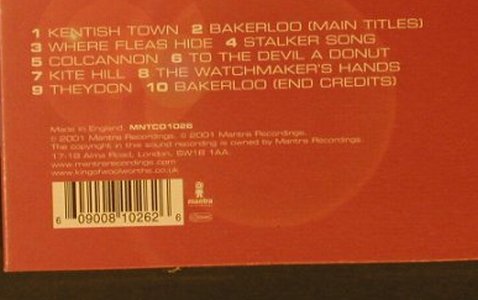 1 KENTISH TOWN 2 BAKERLOO (MAIN TITLES)
3 WHERE FLEAS HIDE 4 STALKER SONG
5 COLCANNON 6 TO THE DEVIL A DONUT
7 KITE HILL 8 THE WATCHMAKER'S HANDS
9 THEYDON 10 BAKERLOO (END CREDITS)
Made in England. MNTCD1026
℗ 2001 Mantra Recordings. © 2001 Mantra Recordings.
The copyright in this sound recording is owned by Mantra Recordings.
17-19 Alma Road, London, SW18 1AA.
www.mantrarecordings.com
www.kingofwoolworths.co.uk
mantra
6 09008 10262 6